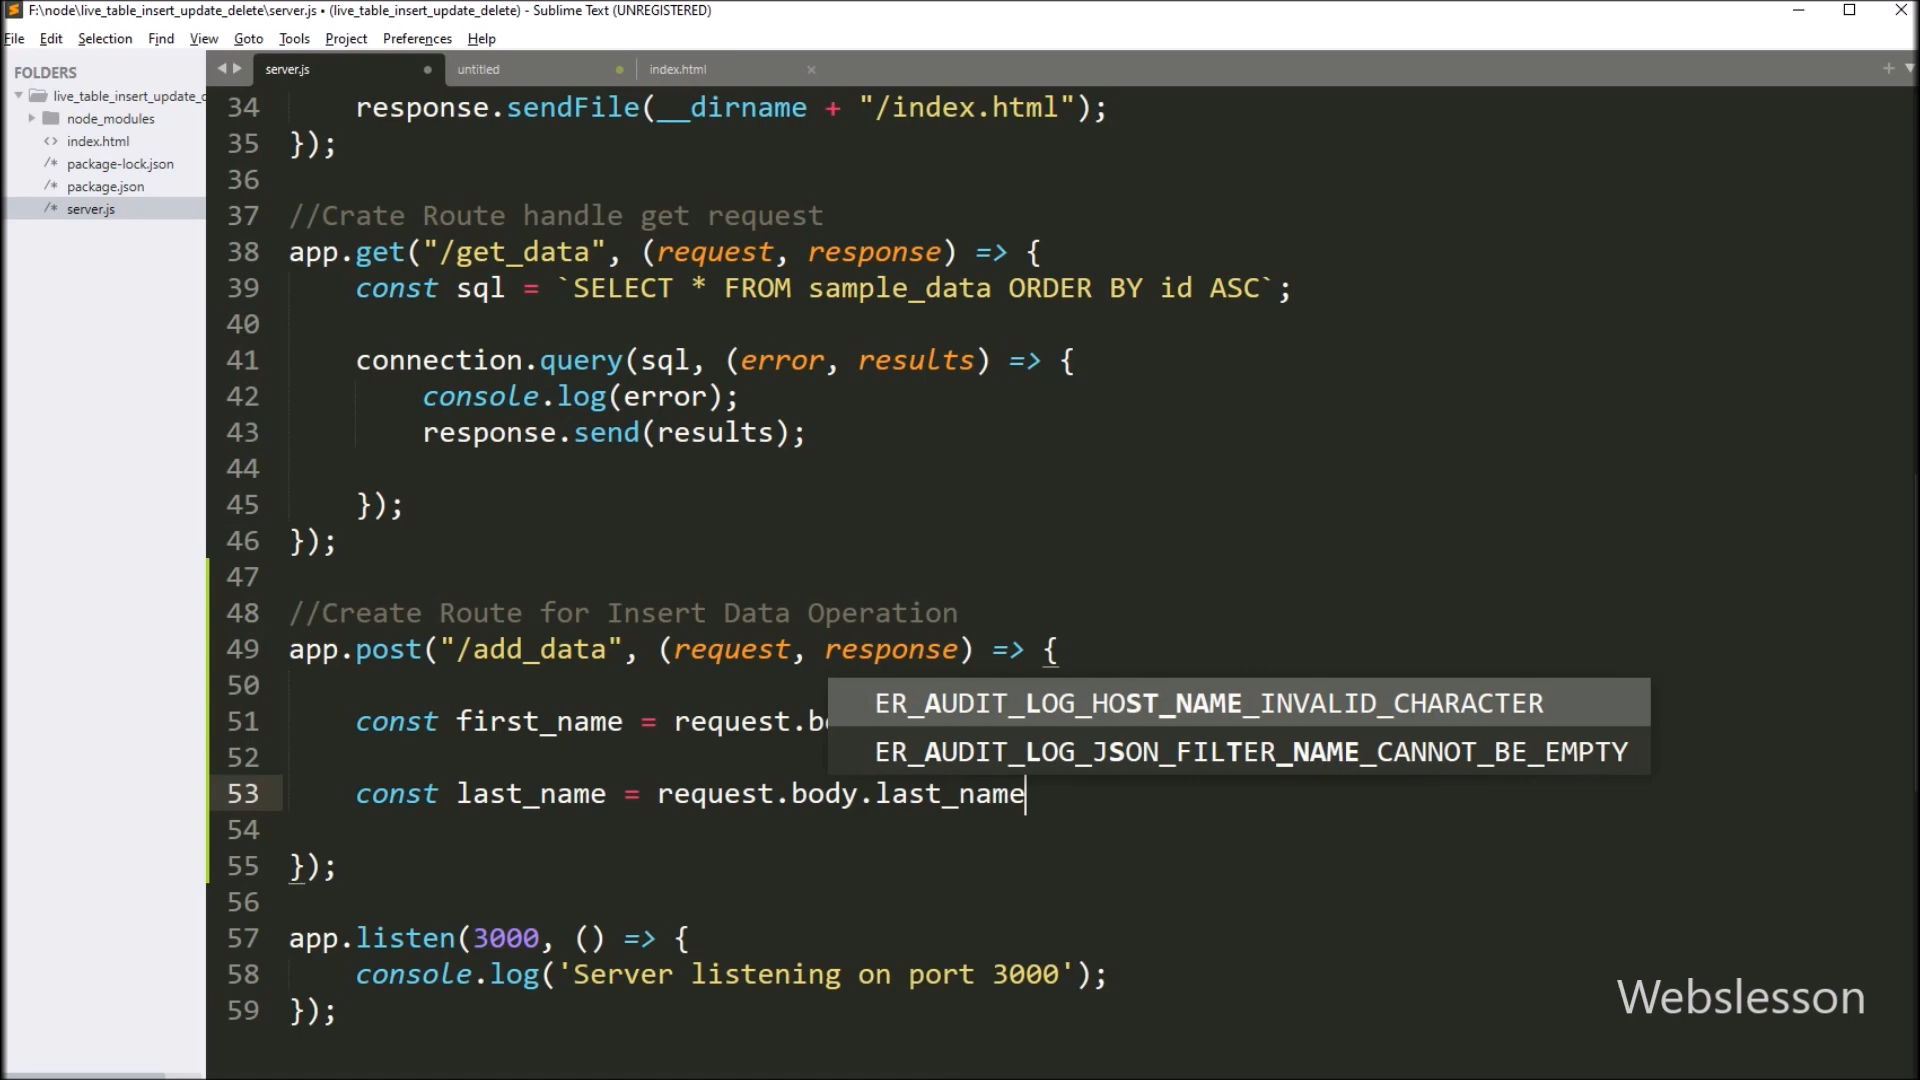 F:\node\live_table_insert_update_delete\server.js • (live_table_insert_update_delete) - Sublime Text (UNREGISTERED)
File Edit Selection Find View Goto Tools Project Preferences Help
FOLDERS
live_table_insert_update_d
node_modules
<> index.html
/* package-lock.json
/* package.json
/* server.js
server.js untitled index.html
34 response.sendFile(__dirname + "/index.html");
35 });
36
37 //Crate Route handle get request
38 app.get("/get_data", (request, response) => {
39 const sql = `SELECT * FROM sample_data ORDER BY id ASC`;
40
41 connection.query(sql, (error, results) => {
42 console.log(error);
43 response.send(results);
44
45 });
46 });
47
48 //Create Route for Insert Data Operation
49 app.post("/add_data", (request, response) => {
50
ER_AUDIT_LOG_HOST_NAME_INVALID_CHARACTER
51 const first_name = request.bo
ER_AUDIT_LOG_JSON_FILTER_NAME_CANNOT_BE_EMPTY
52
53 const last_name = request.body.last_name
54
55 });
56
57 app.listen(3000, () => {
58 console.log('Server listening on port 3000');
59 });
Webslesson